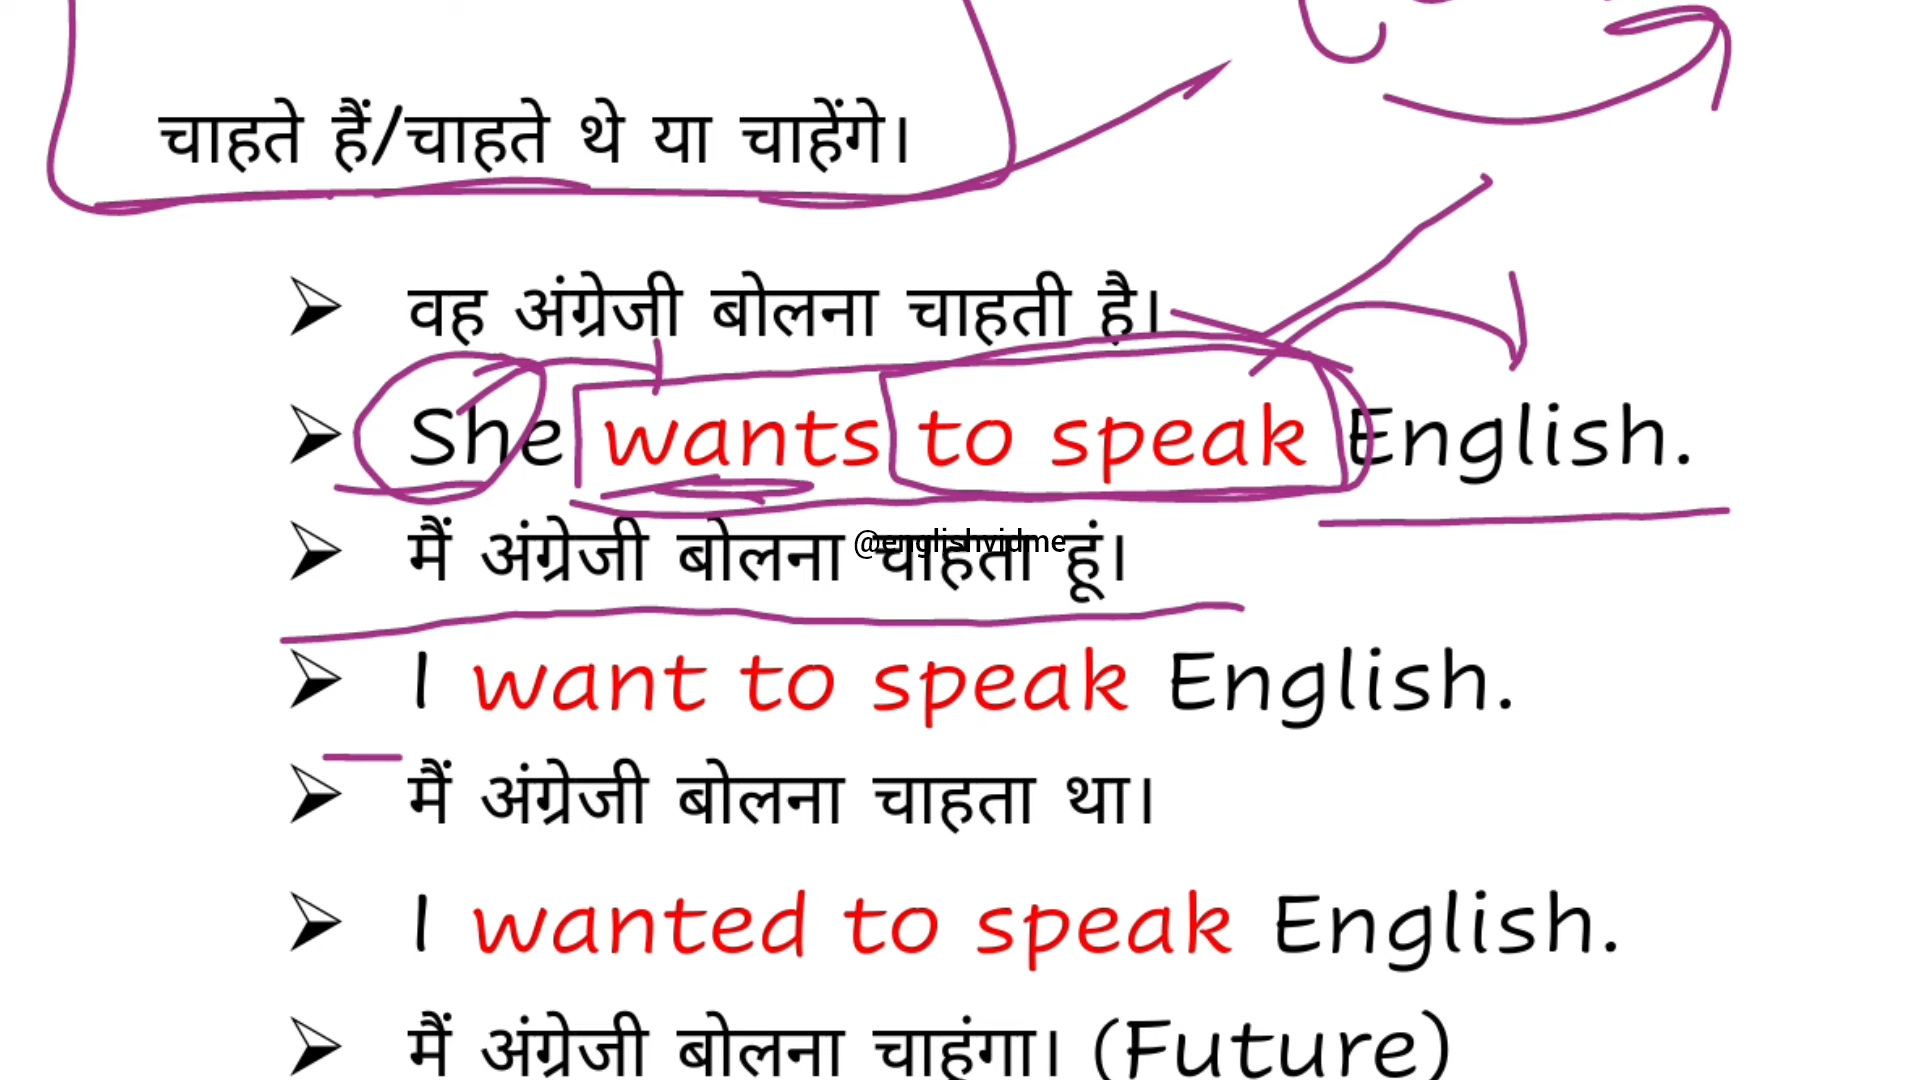 चाहते हैं/चाहते थे या चाहेंगे।
➢ वह अंग्रेजी बोलना चाहती है।
➢ She wants to speak English.
➢ मैं अंग्रेजी बोलना चाहता हूं।
@englishvidme
➢ I want to speak English.
➢ मैं अंग्रेजी बोलना चाहता था।
➢ I wanted to speak English.
➢ मैं अंग्रेजी बोलना चाहूंगा। (Future)